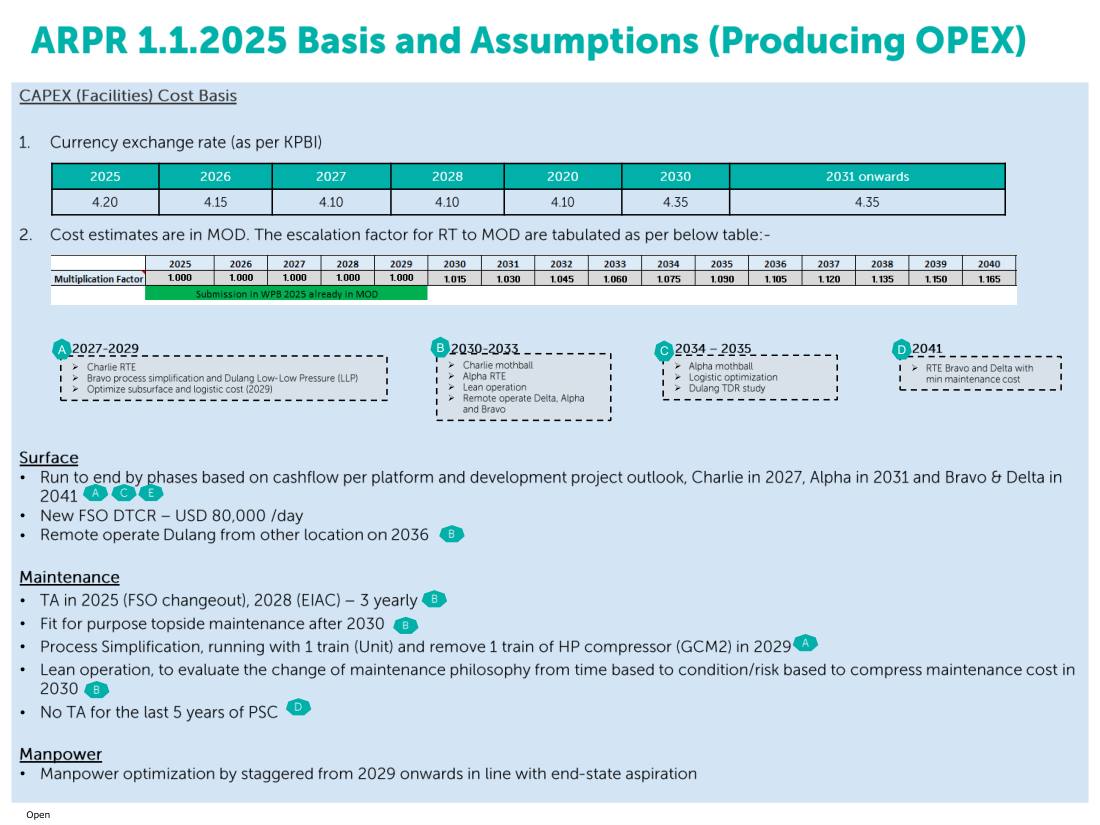 ARPR 1.1.2025 Basis and Assumptions (Producing OPEX)
CAPEX (Facilities) Cost Basis
1. Currency exchange rate (as per KPBI)
2025 2026 2027 2028 2020 2030 2031 onwards
4.20 4.15 4.10 4.10 4.10 4.35 4.35
2. Cost estimates are in MOD. The escalation factor for RT to MOD are tabulated as per below table:-
2025 2026 2027 2028 2029 2030 2031 2032 2033 2034 2035 2036 2037 2038 2039 2040
Multiplication Factor 1.000 1.000 1.000 1.000 1.000 1.015 1.030 1.045 1.060 1.075 1.090 1.105 1.120 1.135 1.150 1.165
Submission in WPB 2025 already in MOD
A 2027-2029
➢ Charlie RTE
➢ Bravo process simplification and Dulang Low-Low Pressure (LLP)
➢ Optimize subsurface and logistic cost (2029)
B 2030-2033
➢ Charlie mothball
➢ Alpha RTE
➢ Lean operation
➢ Remote operate Delta, Alpha
and Bravo
C 2034 – 2035
➢ Alpha mothball
➢ Logistic optimization
➢ Dulang TDR study
D 2041
➢ RTE Bravo and Delta with
min maintenance cost
Surface
• Run to end by phases based on cashflow per platform and development project outlook, Charlie in 2027, Alpha in 2031 and Bravo & Delta in
2041 A C E
• New FSO DTCR – USD 80,000 /day
• Remote operate Dulang from other location on 2036 B
Maintenance
• TA in 2025 (FSO changeout), 2028 (EIAC) – 3 yearly B
• Fit for purpose topside maintenance after 2030 B
• Process Simplification, running with 1 train (Unit) and remove 1 train of HP compressor (GCM2) in 2029 A
• Lean operation, to evaluate the change of maintenance philosophy from time based to condition/risk based to compress maintenance cost in
2030 B
• No TA for the last 5 years of PSC D
Manpower
• Manpower optimization by staggered from 2029 onwards in line with end-state aspiration
Open